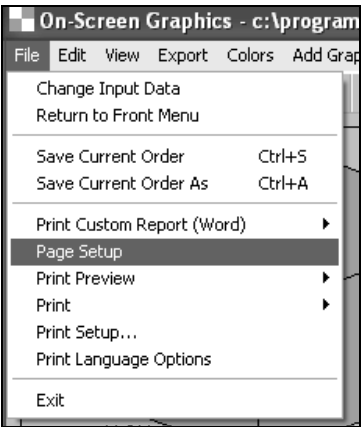 On-Screen Graphics - c:\program
File Edit View Export Colors Add Grap
Change Input Data
Return to Front Menu
Save Current Order Ctrl+S
Save Current Order As Ctrl+A
Print Custom Report (Word)
Page Setup
Print Preview
Print
Print Setup...
Print Language Options
Exit